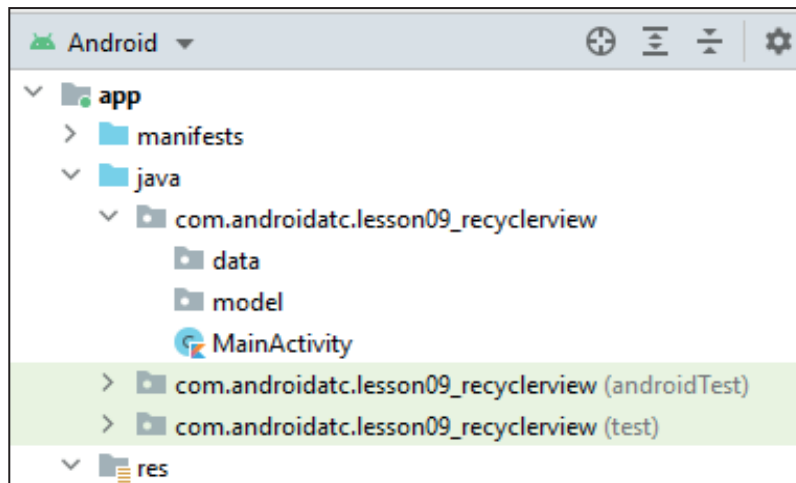 Android
app
manifests
java
com.androidatc.lesson09_recyclerview
data
model
MainActivity
com.androidatc.lesson09_recyclerview (androidTest)
com.androidatc.lesson09_recyclerview (test)
res